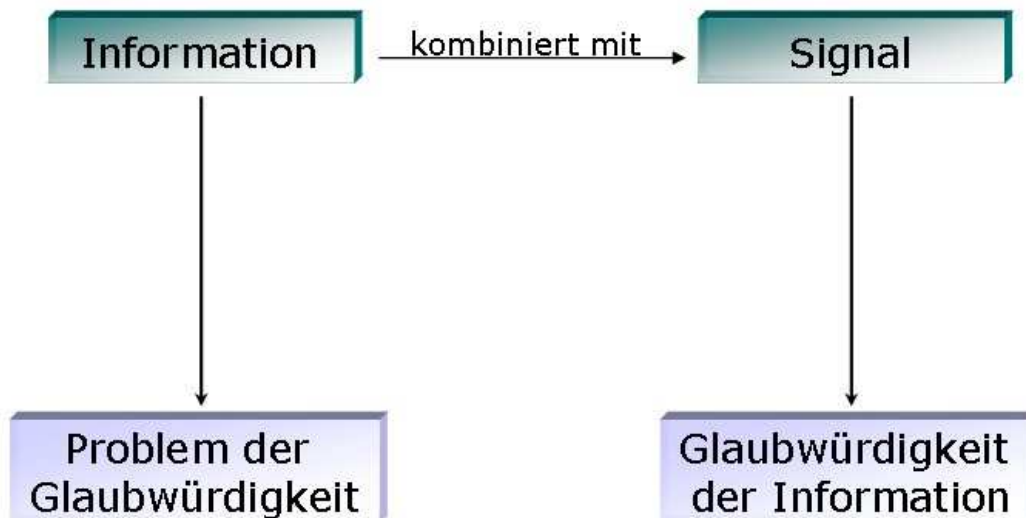 Information
kombiniert mit
Signal
Problem der
Glaubwürdigkeit
Glaubwürdigkeit
der Information